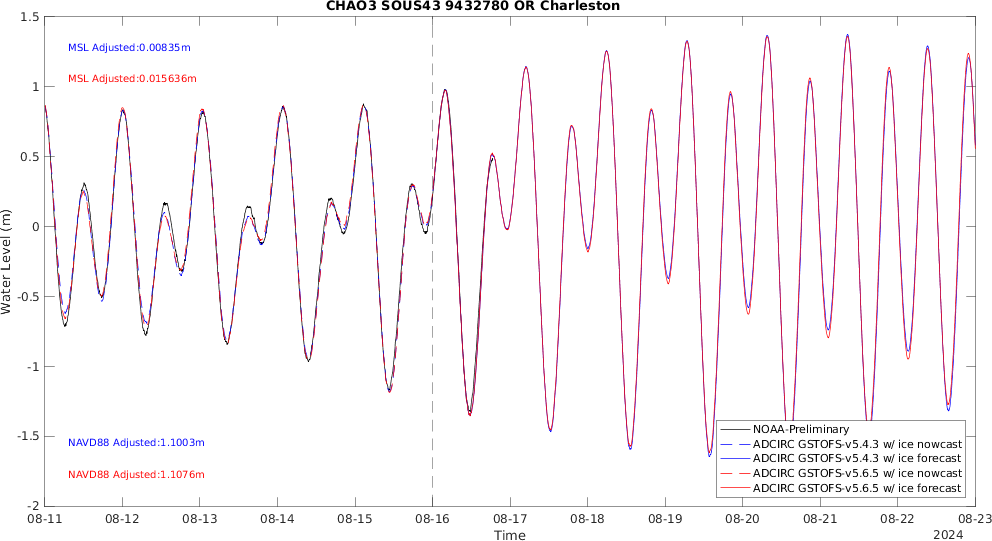 CHAO3 SOUS43 9432780 OR Charleston
1.5
MSL Adjusted:0.00835m
MSL Adjusted:0.015636m
1
0.5
0
-0.5
-1
-1.5
-2
Water Level (m)
NAVD88 Adjusted:1.1003m
NAVD88 Adjusted:1.1076m
NOAA-Preliminary
ADCIRC GSTOFS-v5.4.3 w/ ice nowcast
ADCIRC GSTOFS-v5.4.3 w/ ice forecast
ADCIRC GSTOFS-v5.6.5 w/ ice nowcast
ADCIRC GSTOFS-v5.6.5 w/ ice forecast
08-11 08-12 08-13 08-14 08-15 08-16 08-17 08-18 08-19 08-20 08-21 08-22 08-23
Time
2024